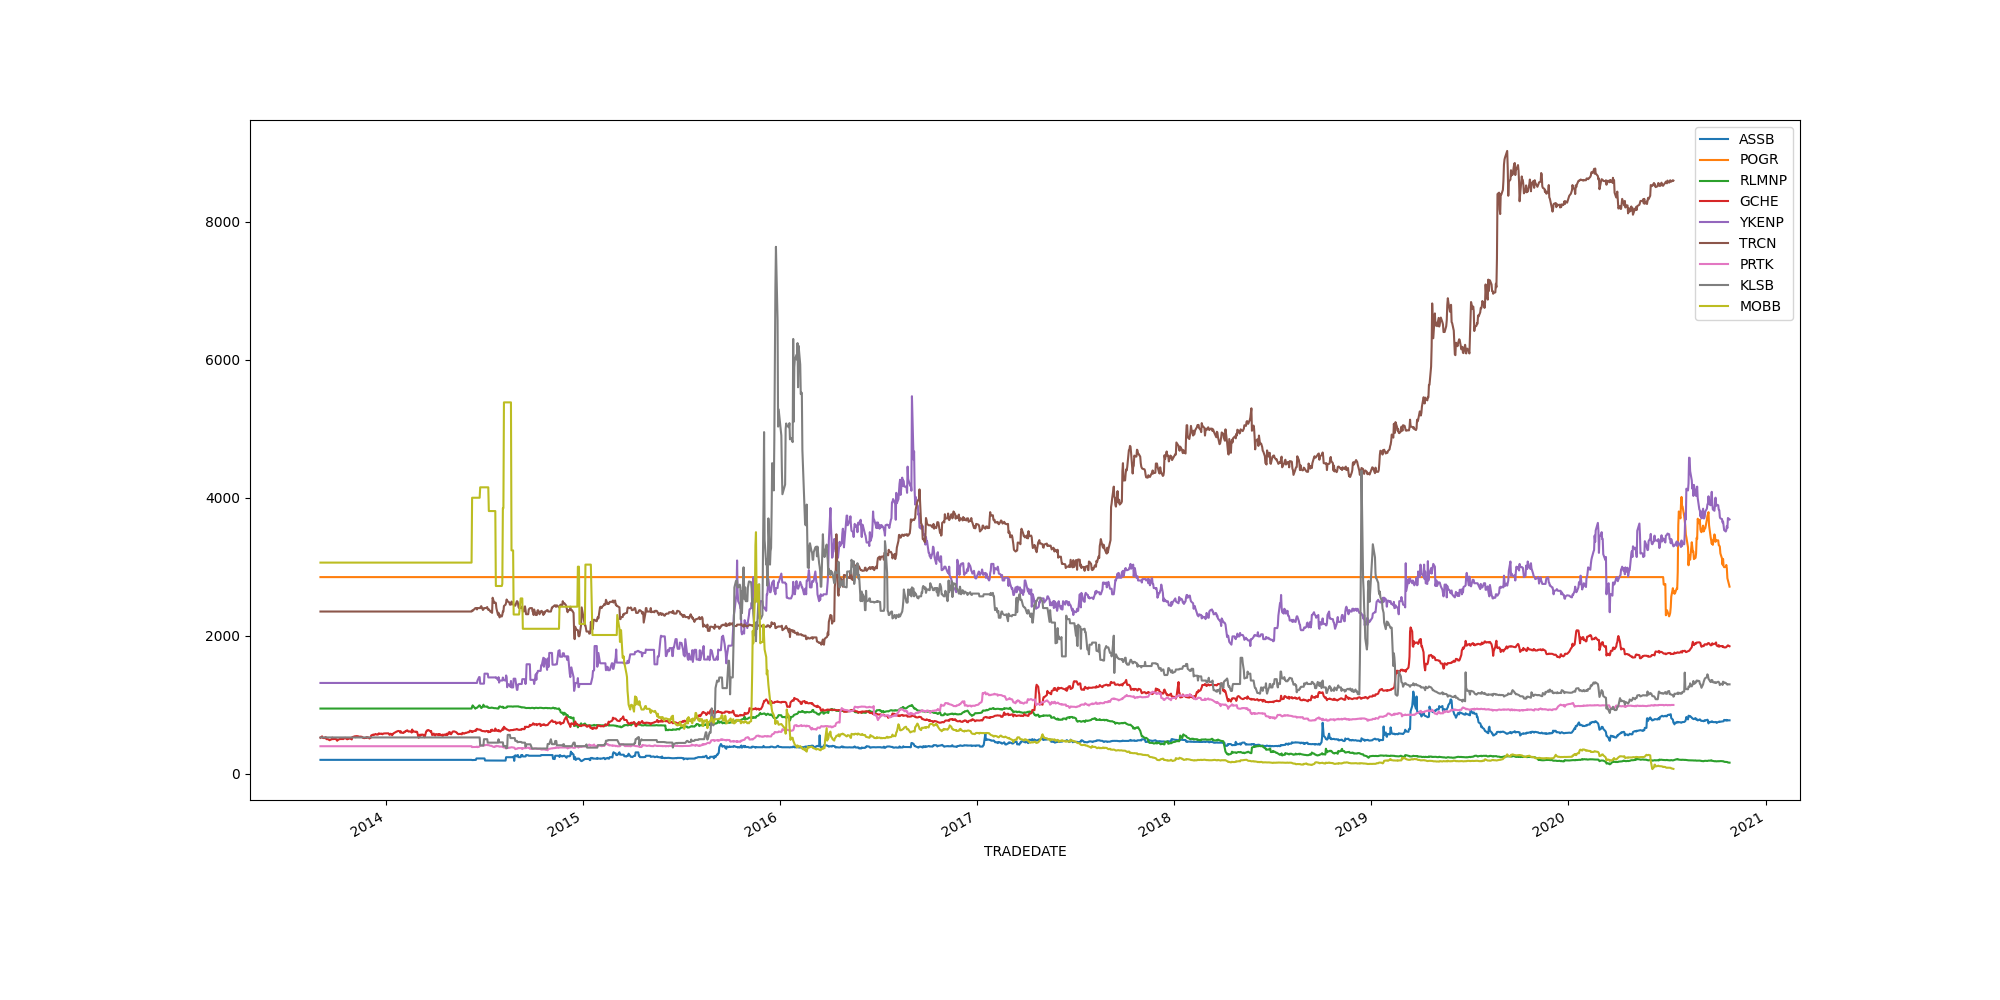 8000
6000
4000
2000
0
2014
2015
2016
2017
2018
2019
2020
2021
TRADEDATE
ASSB
POGR
RLMNP
GCHE
YKENP
TRCN
PRTK
KLSB
MOBB